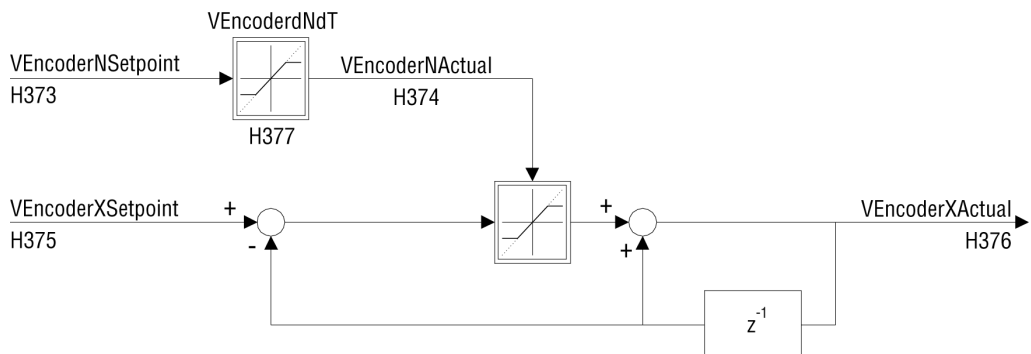 VEncoderdNdT
VEncoderNSetpoint
H373
VEncoderNActual
H374
H377
VEncoderXSetpoint
H375
+
-
+
+
VEncoderXActual
H376
z-1